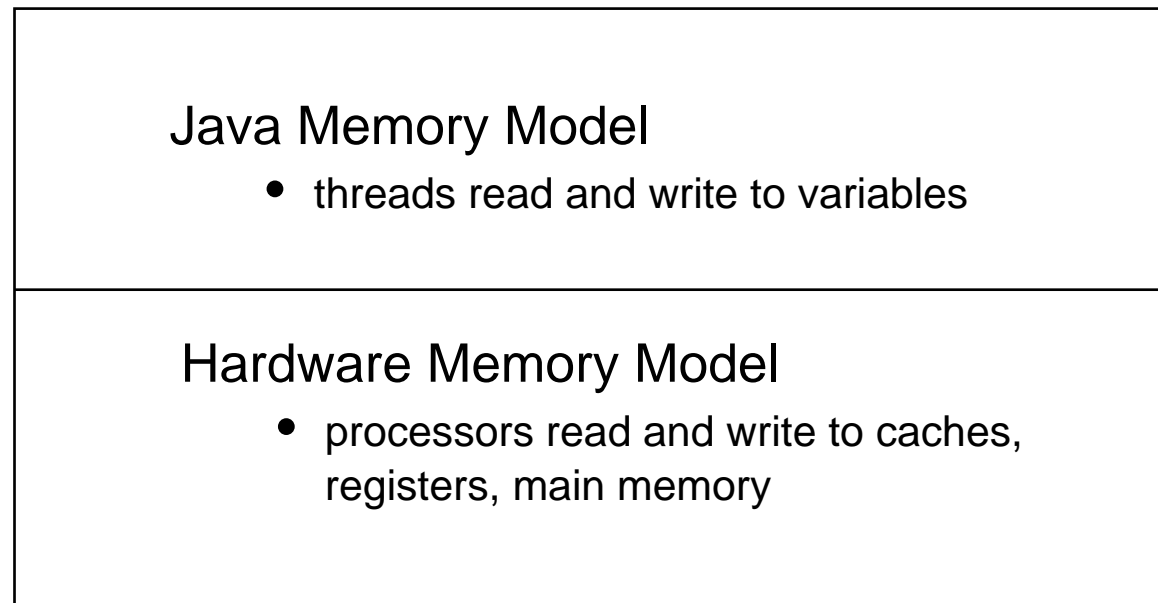 Java Memory Model
• threads read and write to variables
Hardware Memory Model
• processors read and write to caches,
registers, main memory